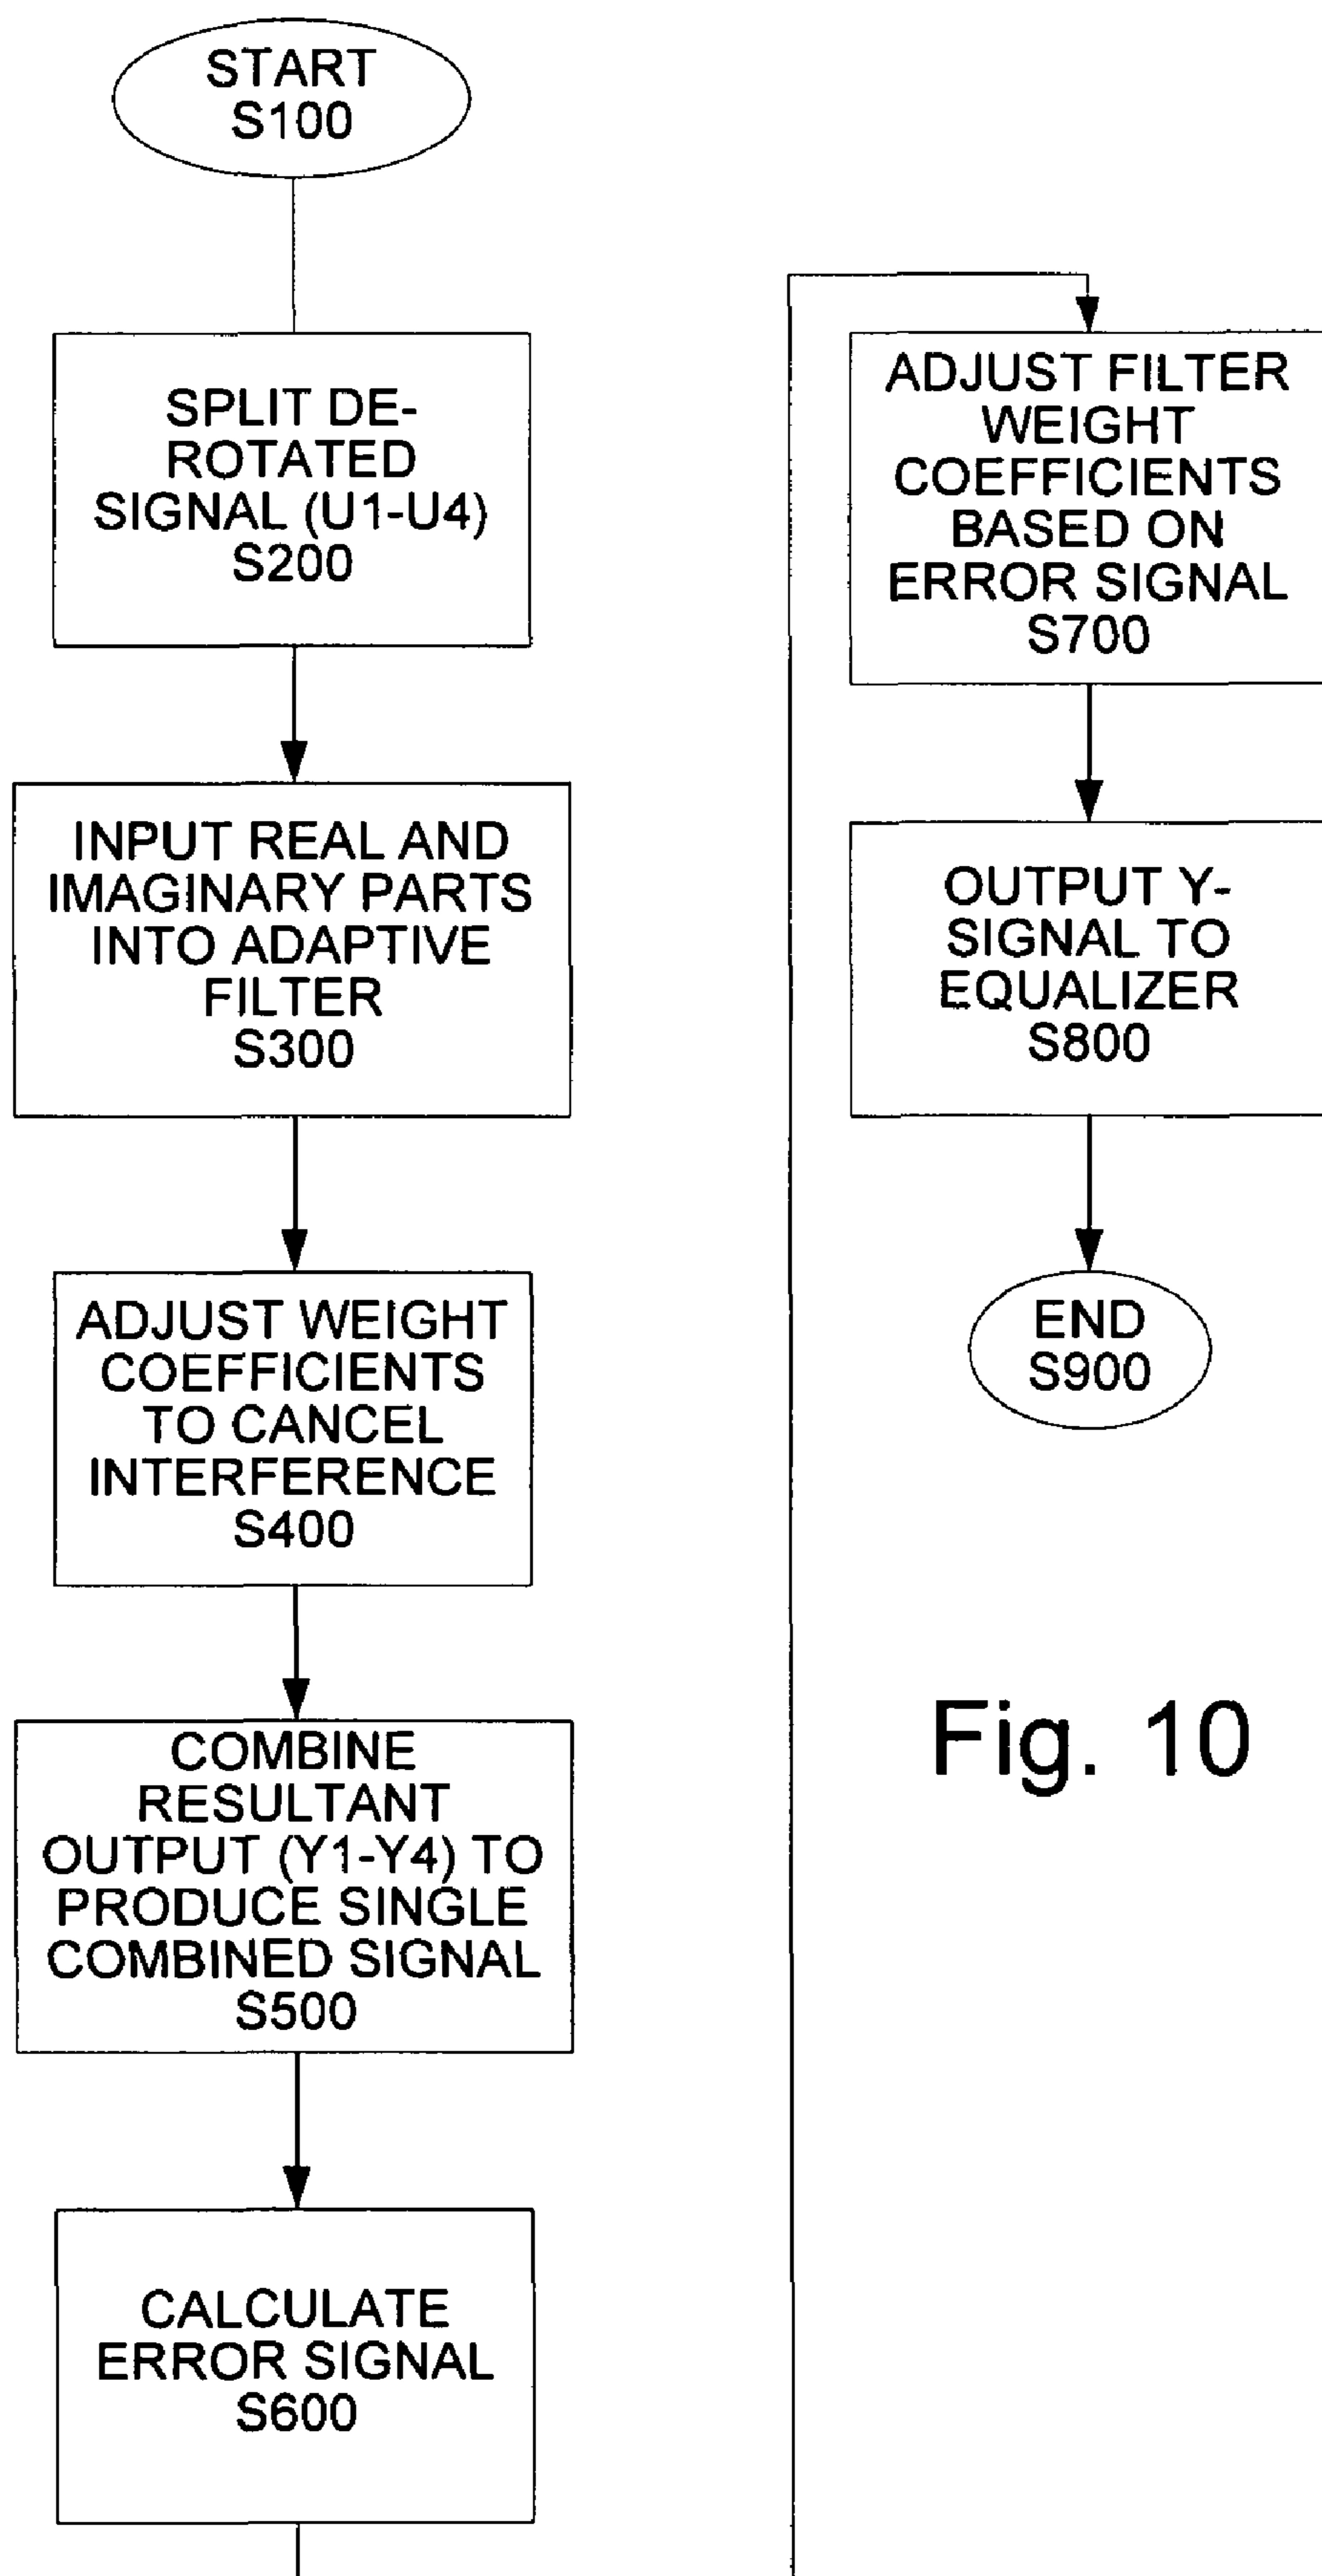 START
S100
SPLIT DE-
ROTATED
SIGNAL (U1-U4)
S200
INPUT REAL AND
IMAGINARY PARTS
INTO ADAPTIVE
FILTER
S300
ADJUST WEIGHT
COEFFICIENTS
TO CANCEL
INTERFERENCE
S400
COMBINE
RESULTANT
OUTPUT (Y1-Y4) TO
PRODUCE SINGLE
COMBINED SIGNAL
S500
CALCULATE
ERROR SIGNAL
S600
ADJUST FILTER
WEIGHT
COEFFICIENTS
BASED ON
ERROR SIGNAL
S700
OUTPUT Y-
SIGNAL TO
EQUALIZER
S800
END
S900
Fig. 10